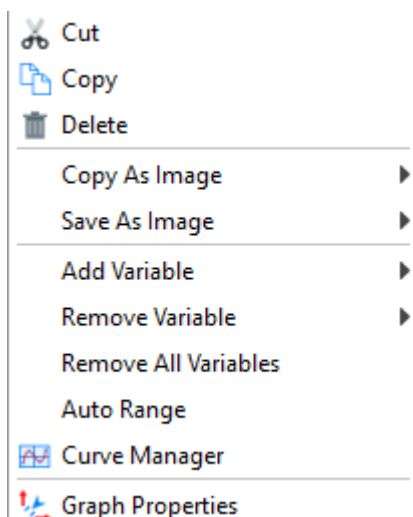 Cut
Copy
Delete
Copy As Image
Save As Image
Add Variable
Remove Variable
Remove All Variables
Auto Range
Curve Manager
Graph Properties